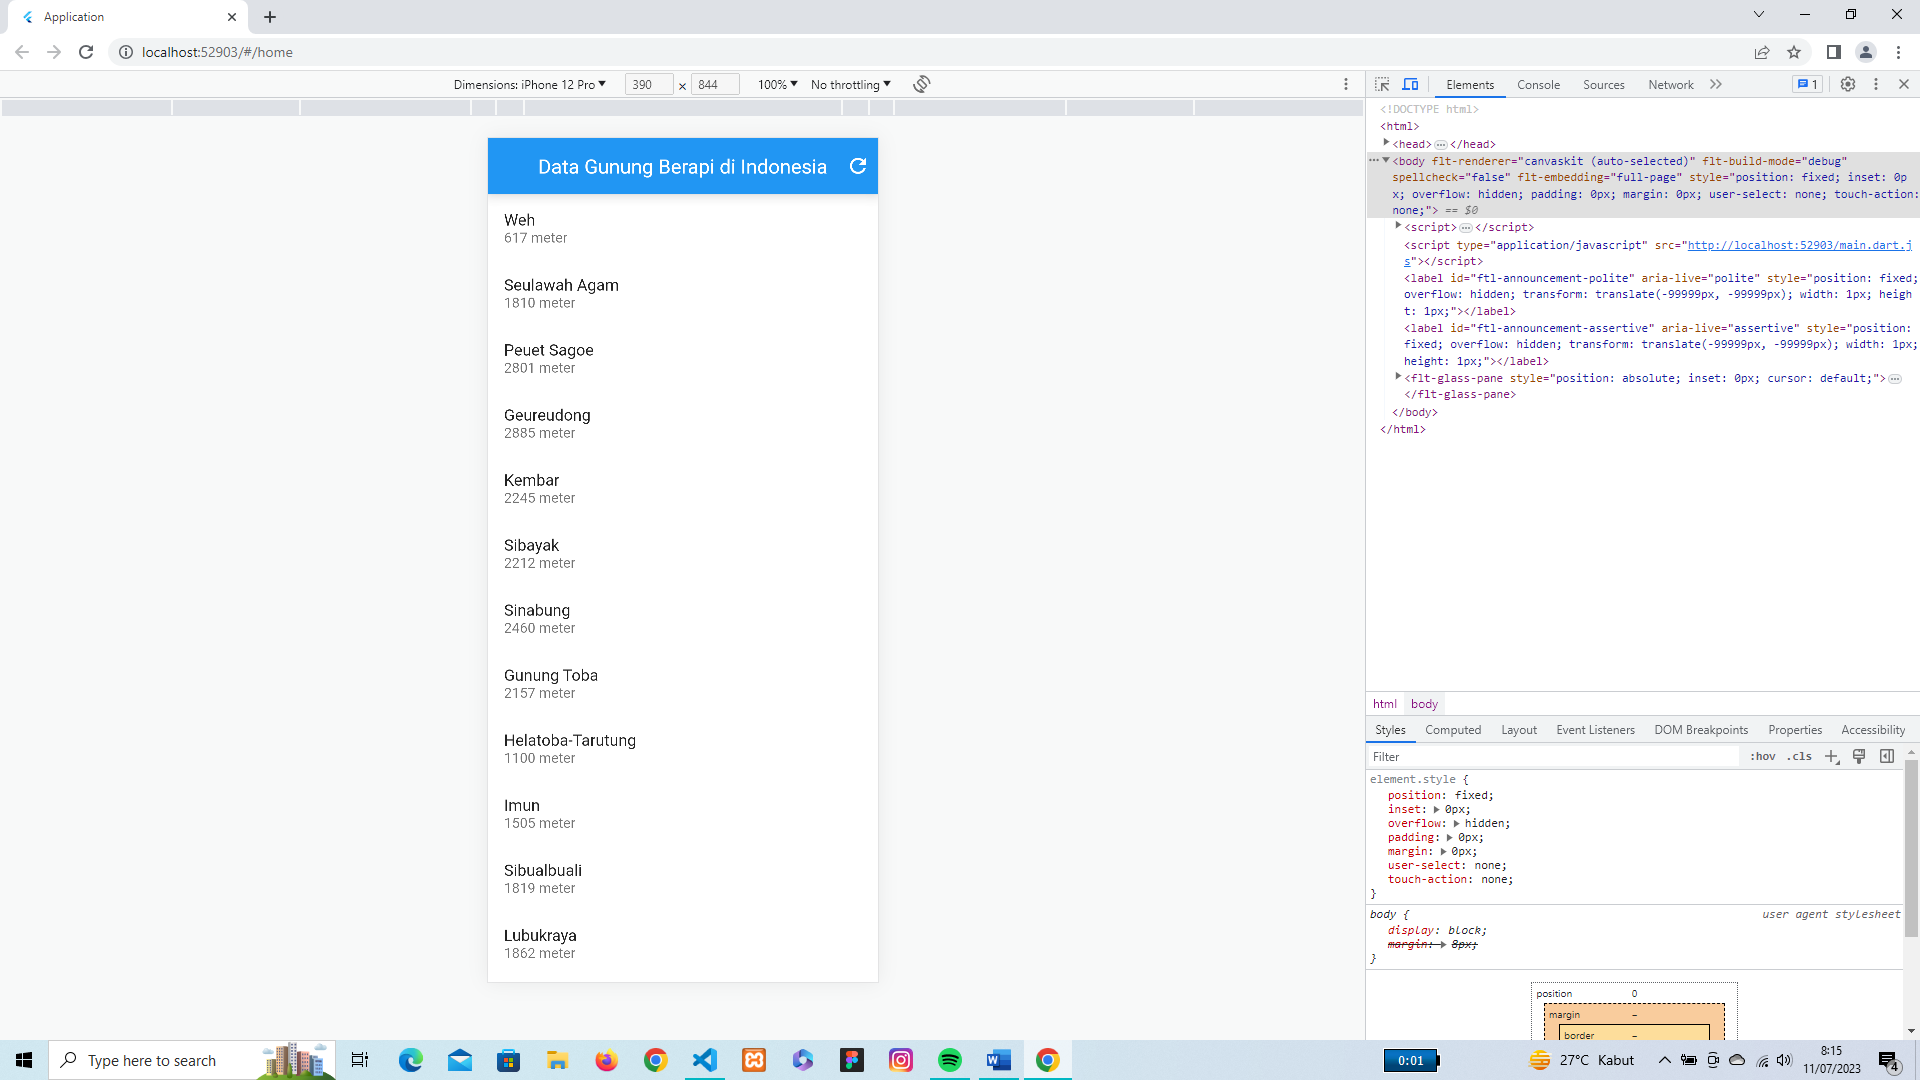 Application
localhost:52903/#/home
Dimensions: iPhone 12 Pro
390
×
844
100%
No throttling
Data Gunung Berapi di Indonesia
Weh
617 meter
Seulawah Agam
1810 meter
Peuet Sagoe
2801 meter
Geureudong
2885 meter
Kembar
2245 meter
Sibayak
2212 meter
Sinabung
2460 meter
Gunung Toba
2157 meter
Helatoba-Tarutung
1100 meter
Imun
1505 meter
Sibualbuali
1819 meter
Lubukraya
1862 meter
Elements
Console
Sources
Network
1
<!DOCTYPE html>
<html>
<head>…</head>
<body flt-renderer="canvaskit (auto-selected)" flt-build-mode="debug"
spellcheck="false" flt-embedding="full-page" style="position: fixed; inset: 0p
x; overflow: hidden; padding: 0px; margin: 0px; user-select: none; touch-action:
none;"> == $0
<script>…</script>
<script type="application/javascript" src="http://localhost:52903/main.dart.j
s"></script>
<label id="ftl-announcement-polite" aria-live="polite" style="position: fixed;
overflow: hidden; transform: translate(-99999px, -99999px); width: 1px; heigh
t: 1px;"></label>
<label id="ftl-announcement-assertive" aria-live="assertive" style="position:
fixed; overflow: hidden; transform: translate(-99999px, -99999px); width: 1px;
height: 1px;"></label>
<flt-glass-pane style="position: absolute; inset: 0px; cursor: default;">…
</flt-glass-pane>
</body>
</html>
html
body
Styles
Computed
Layout
Event Listeners
DOM Breakpoints
Properties
Accessibility
Filter
:hov
.cls
element.style {
position: fixed;
inset: 0px;
overflow: hidden;
padding: 0px;
margin: 0px;
user-select: none;
touch-action: none;
}
body {
user agent stylesheet
display: block;
margin: 8px;
}
position
0
margin
–
border
–
Type here to search
0:01
27°C Kabut
8:15
11/07/2023
4